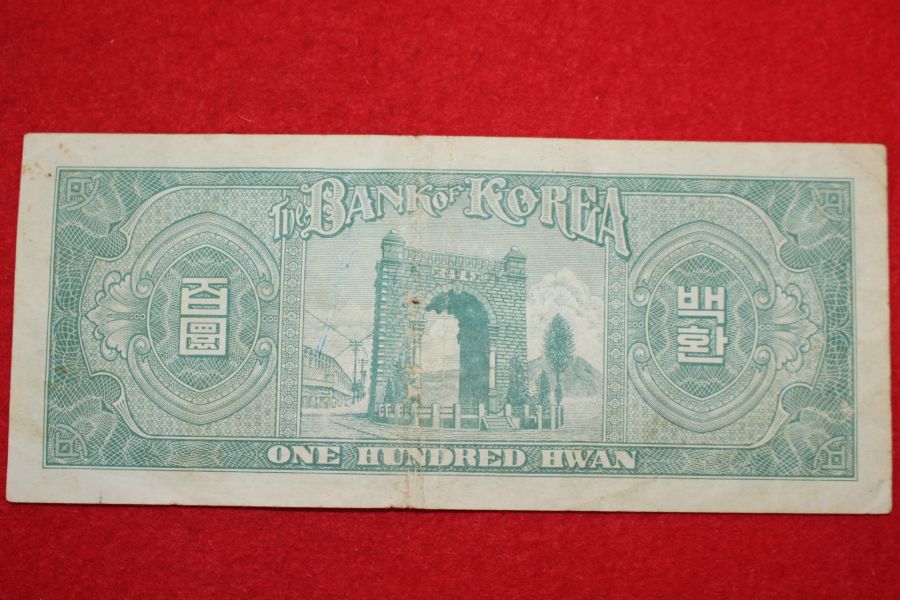 The Bank of Korea
百
圜
백
환
ONE HUNDRED HWAN